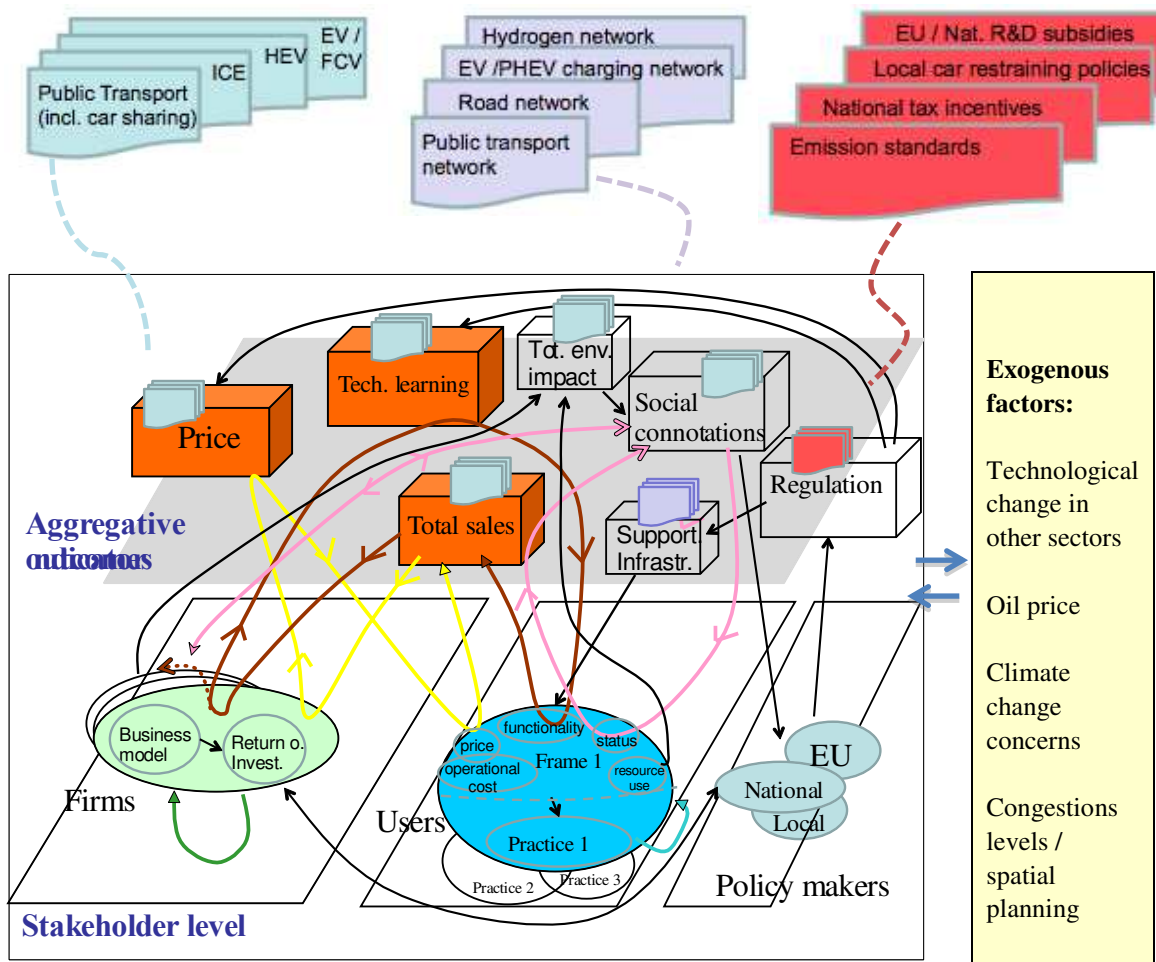 EV /
FCV
HEV
ICE
Public Transport
(incl. car sharing)
Hydrogen network
EV /PHEV charging network
Road network
Public transport
network
EU / Nat. R&D subsidies
Local car restraining policies
National tax incentives
Emission standards
Tech. learning
Tot. env.
impact
Social
connotations
Price
Regulation
Total sales
Support.
Infrastr.
Aggregative
outcomes
Exogenous
factors:
Technological
change in
other sectors
Oil price
Climate
change
concerns
Congestions
levels /
spatial
planning
Business
model
Return o.
Invest.
Firms
functionality
price
status
Frame 1
operational
cost
resource
use
Users
Practice 1
Practice 2
Practice 3
EU
National
Local
Policy makers
Stakeholder level